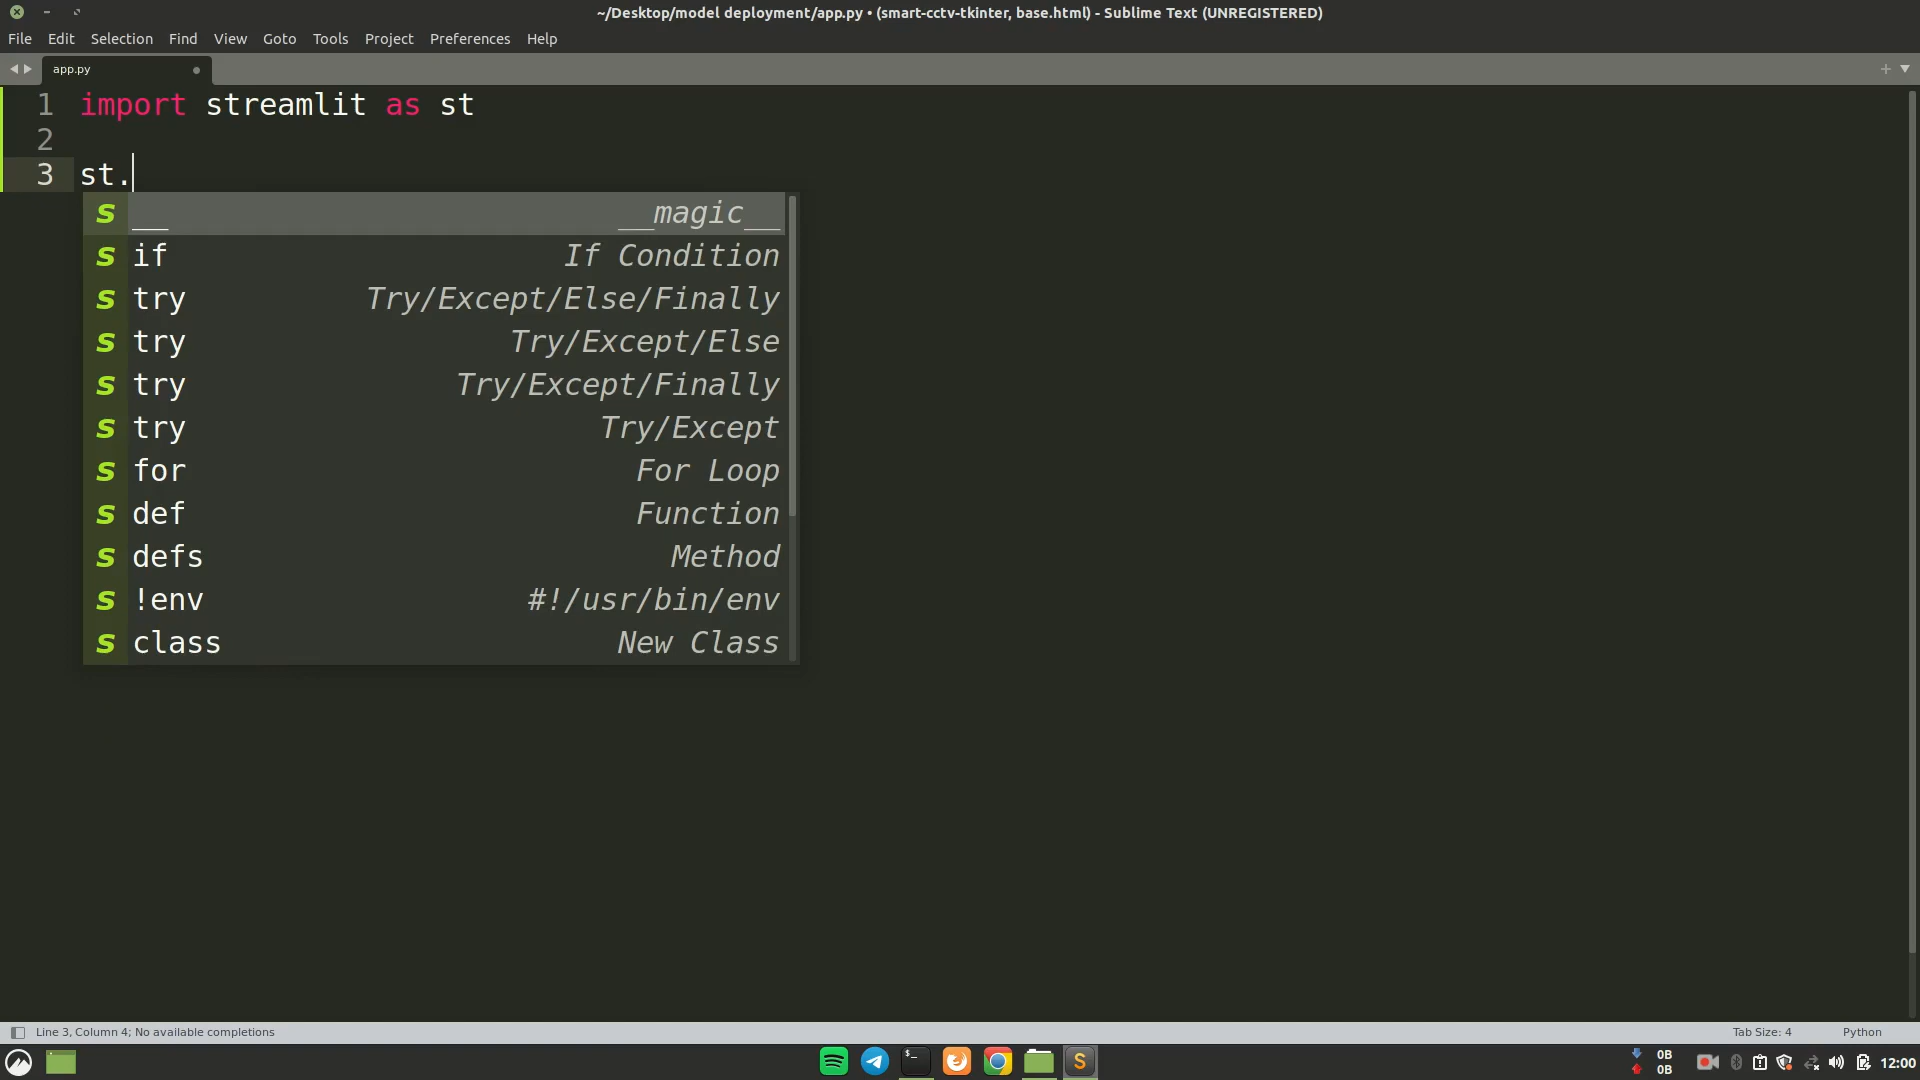 ~/Desktop/model deployment/app.py • (smart-cctv-tkinter, base.html) - Sublime Text (UNREGISTERED)
File Edit Selection Find View Goto Tools Project Preferences Help
app.py
1 import streamlit as st
2
3 st.
s __ __magic__
s if If Condition
s try Try/Except/Else/Finally
s try Try/Except/Else
s try Try/Except/Finally
s try Try/Except
s for For Loop
s def Function
s defs Method
s !env #!/usr/bin/env
s class New Class
Line 3, Column 4; No available completions Tab Size: 4 Python
0B
0B
12:00